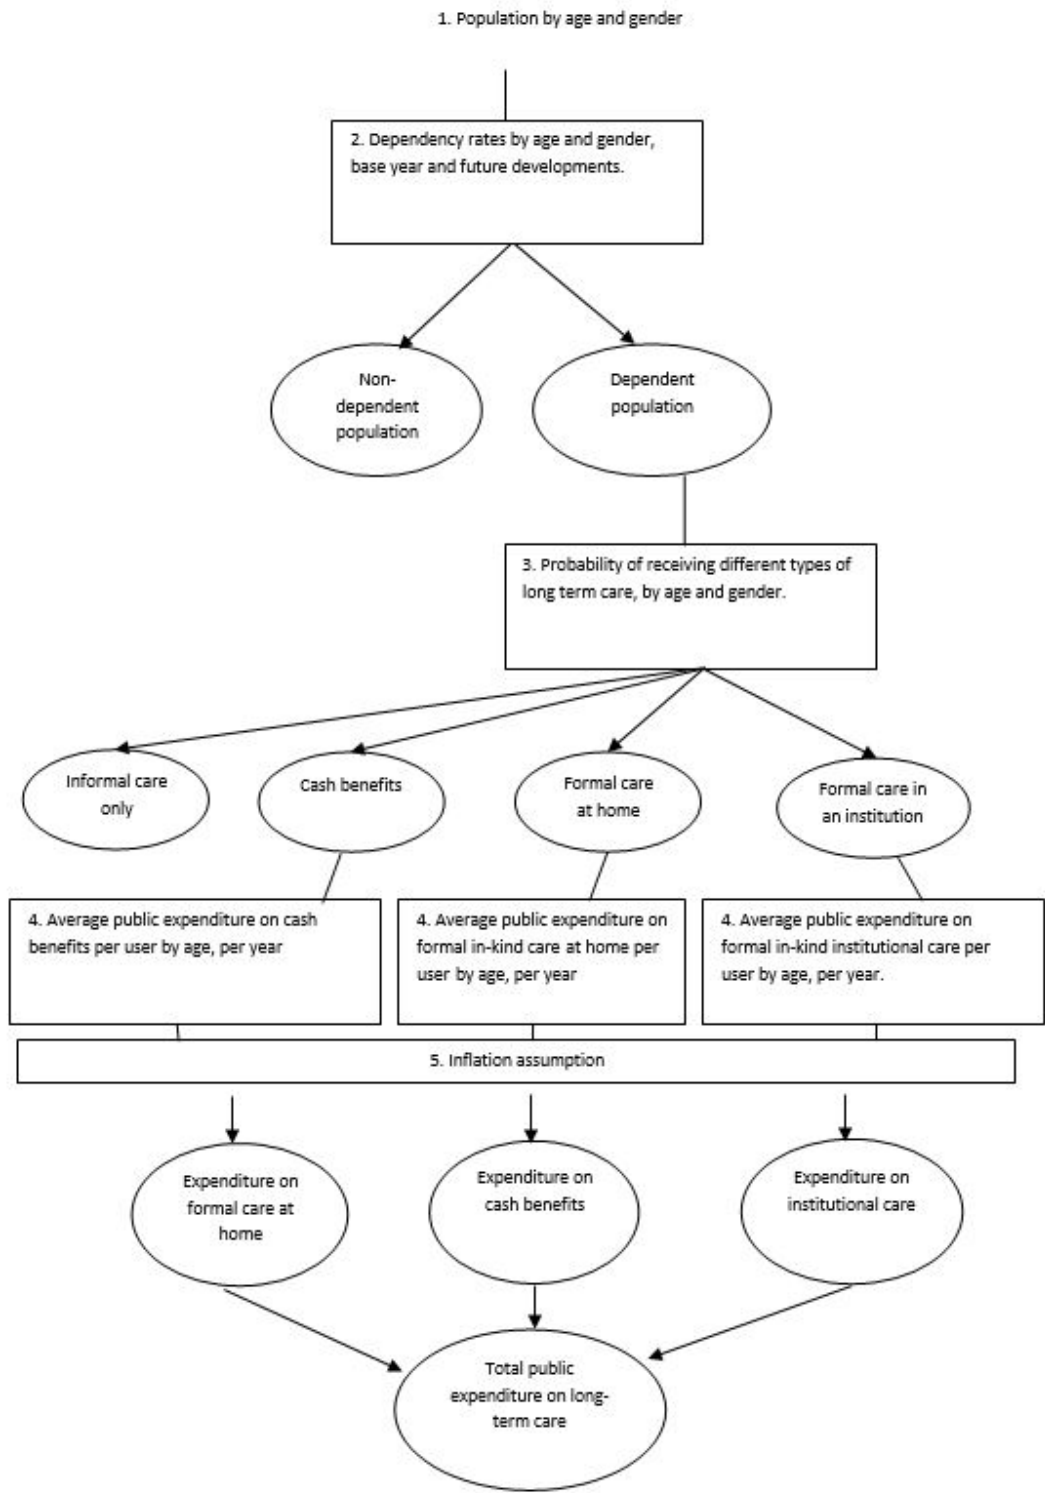 1. Population by age and gender
2. Dependency rates by age and gender,
base year and future developments.
Non-
dependent
population
Dependent
population
3. Probability of receiving different types of
long term care, by age and gender.
Informal care
only
Cash benefits
Formal care
at home
Formal care in
an institution
4. Average public expenditure on cash
benefits per user by age, per year
4. Average public expenditure on
formal in-kind care at home per
user by age, per year
4. Average public expenditure on
formal in-kind institutional care per
user by age, per year.
5. Inflation assumption
Expenditure on
formal care at
home
Expenditure on
cash benefits
Expenditure on
institutional care
Total public
expenditure on long-
term care